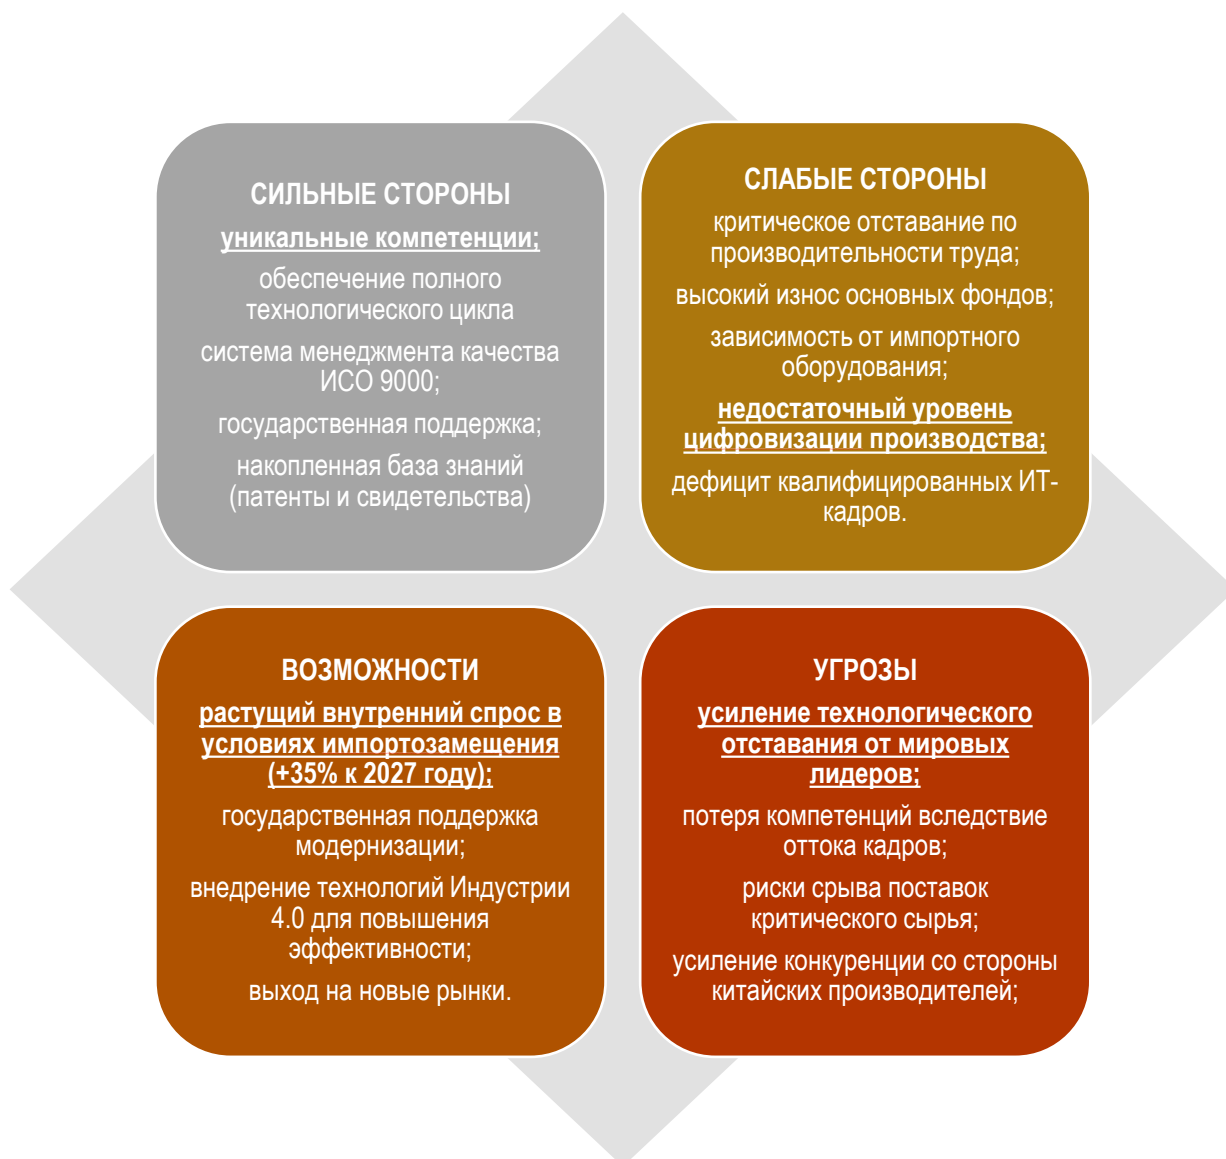 СИЛЬНЫЕ СТОРОНЫ
уникальные компетенции;
обеспечение полного
технологического цикла
система менеджмента качества
ИСО 9000;
государственная поддержка;
накопленная база знаний
(патенты и свидетельства)
СЛАБЫЕ СТОРОНЫ
критическое отставание по
производительности труда;
высокий износ основных фондов;
зависимость от импортного
оборудования;
недостаточный уровень
цифровизации производства;
дефицит квалифицированных ИТ-
кадров.
ВОЗМОЖНОСТИ
растущий внутренний спрос в
условиях импортозамещения
(+35% к 2027 году);
государственная поддержка
модернизации;
внедрение технологий Индустрии
4.0 для повышения
эффективности;
выход на новые рынки.
УГРОЗЫ
усиление технологического
отставания от мировых
лидеров;
потеря компетенций вследствие
оттока кадров;
риски срыва поставок
критического сырья;
усиление конкуренции со стороны
китайских производителей;